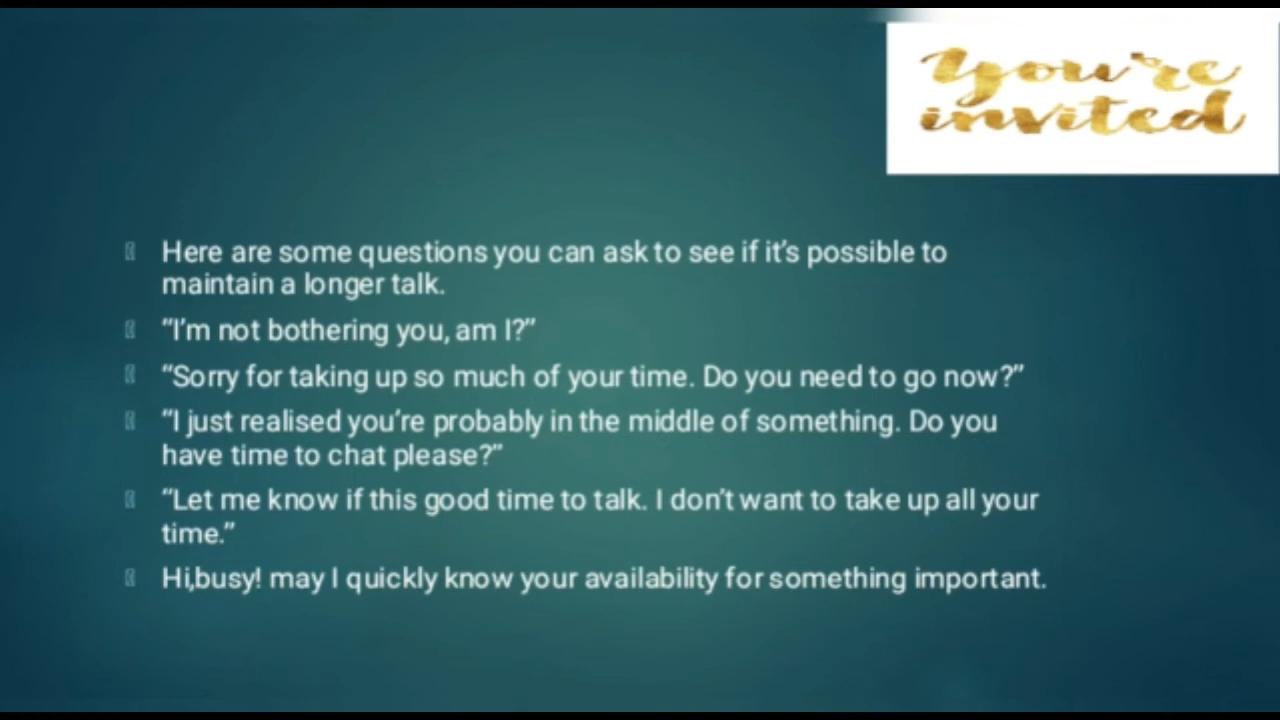 You're
invited
Here are some questions you can ask to see if it's possible to
maintain a longer talk.
“I'm not bothering you, am I?”
“Sorry for taking up so much of your time. Do you need to go now?”
“I just realised you're probably in the middle of something. Do you
have time to chat please?”
“Let me know if this good time to talk. I don't want to take up all your
time.”
Hi,busy! may I quickly know your availability for something important.